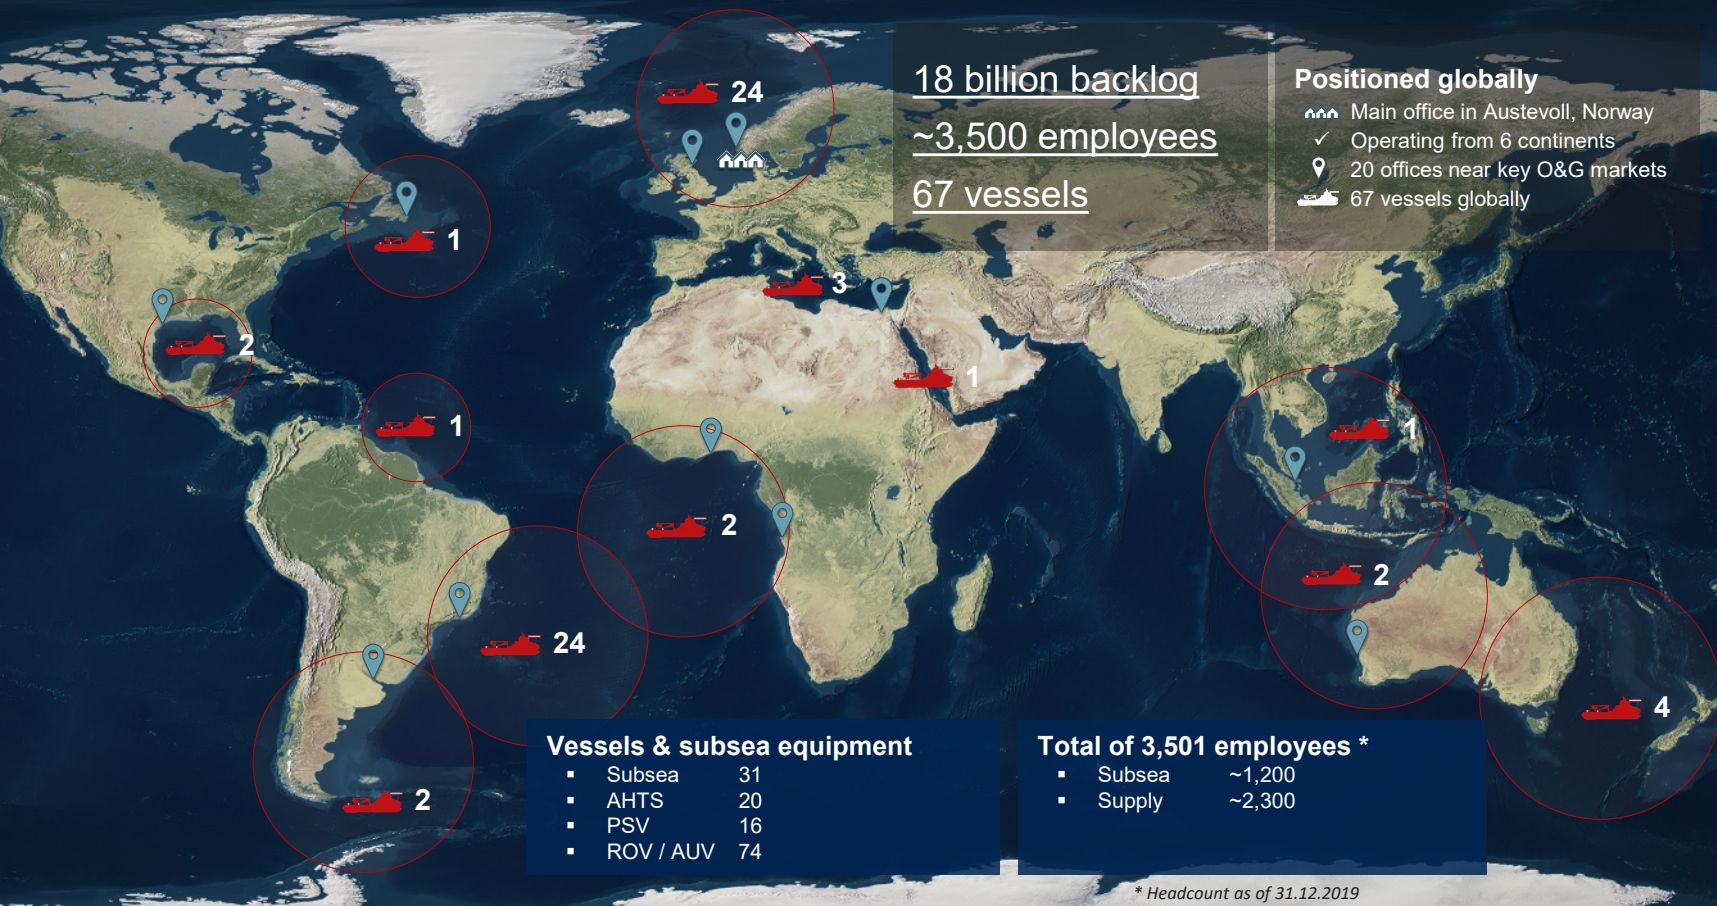 24
18 billion backlog
~3,500 employees
67 vessels
Positioned globally
Main office in Austevoll, Norway
✓ Operating from 6 continents
20 offices near key O&G markets
67 vessels globally
1
3
2
1
1
1
2
2
24
4
2
Vessels & subsea equipment
▪ Subsea 31
▪ AHTS 20
▪ PSV 16
▪ ROV / AUV 74
Total of 3,501 employees *
▪ Subsea ~1,200
▪ Supply ~2,300
* Headcount as of 31.12.2019